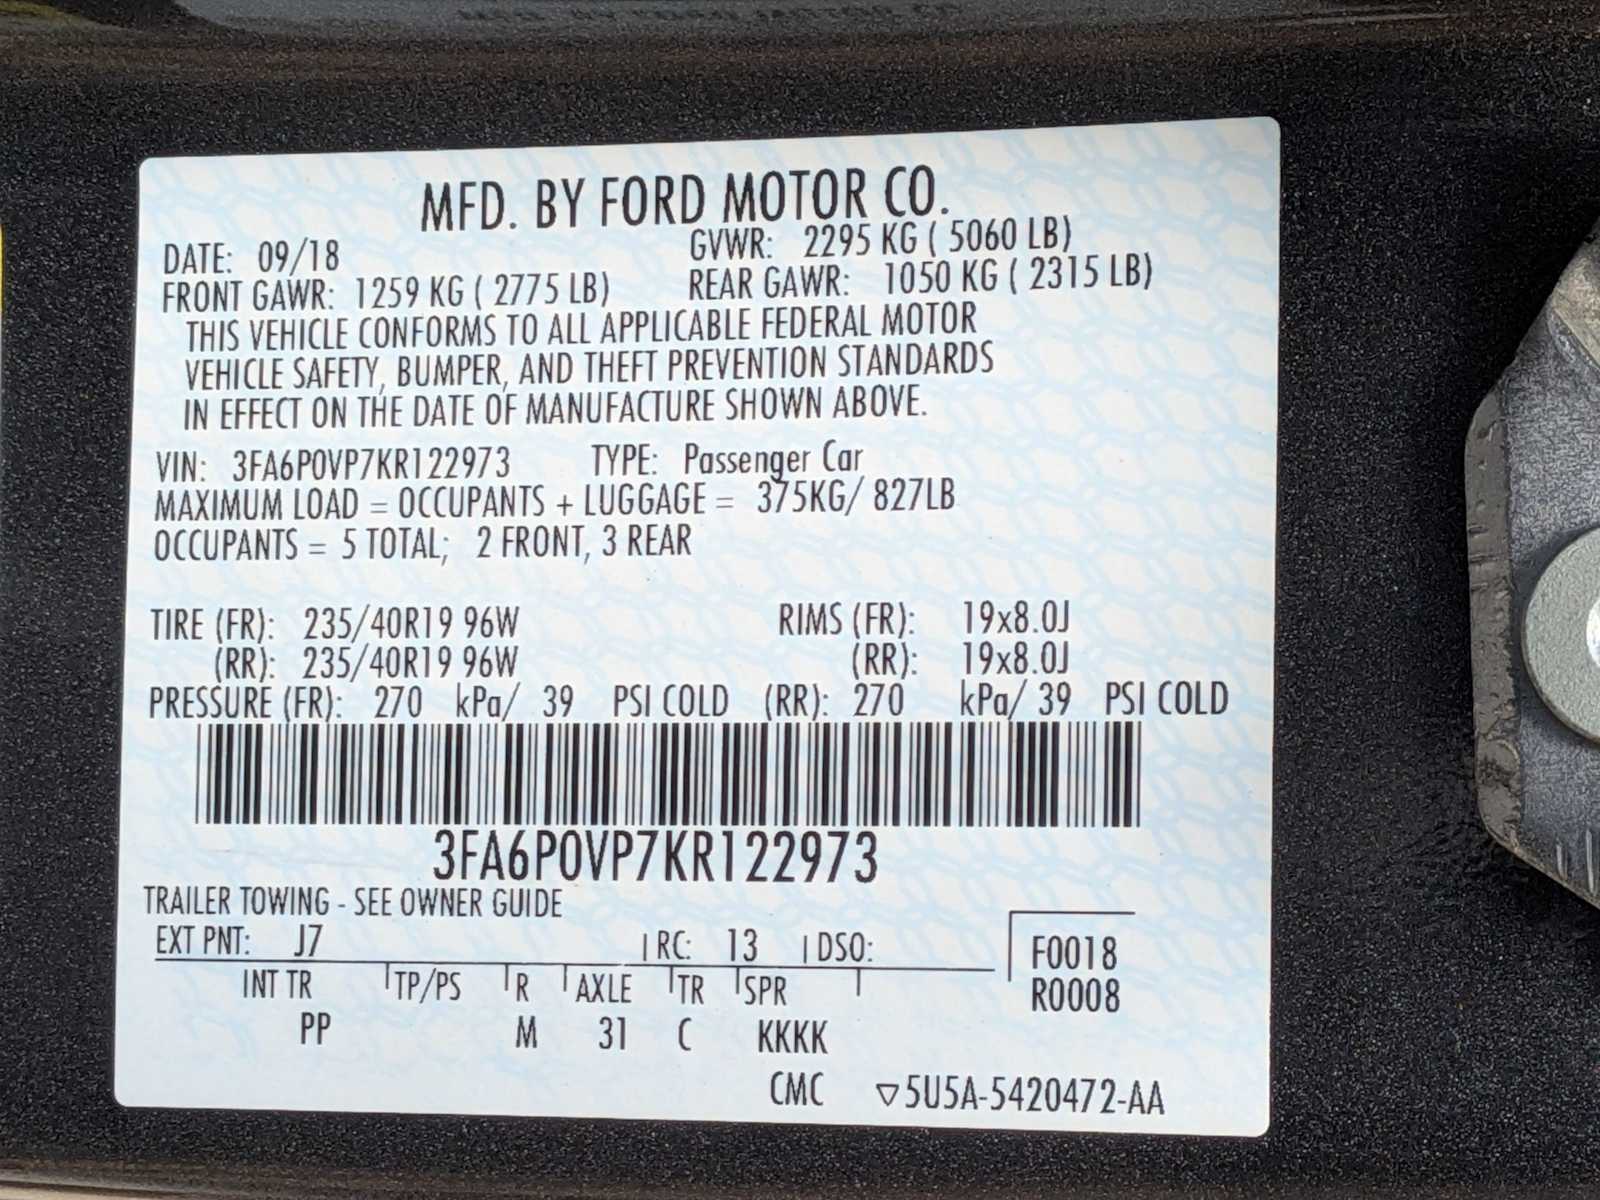 MFD. BY FORD MOTOR CO.
DATE: 09/18 GVWR: 2295 KG ( 5060 LB)
FRONT GAWR: 1259 KG ( 2775 LB) REAR GAWR: 1050 KG ( 2315 LB)
THIS VEHICLE CONFORMS TO ALL APPLICABLE FEDERAL MOTOR
VEHICLE SAFETY, BUMPER, AND THEFT PREVENTION STANDARDS
IN EFFECT ON THE DATE OF MANUFACTURE SHOWN ABOVE.
VIN: 3FA6P0VP7KR122973 TYPE: Passenger Car
MAXIMUM LOAD = OCCUPANTS + LUGGAGE = 375KG/ 827LB
OCCUPANTS = 5 TOTAL; 2 FRONT, 3 REAR
TIRE (FR): 235/40R19 96W RIMS (FR): 19x8.0J
(RR): 235/40R19 96W (RR): 19x8.0J
PRESSURE (FR): 270 kPa/ 39 PSI COLD (RR): 270 kPa/ 39 PSI COLD
3FA6P0VP7KR122973
TRAILER TOWING - SEE OWNER GUIDE
EXT PNT: J7 RC: 13 DSO: F0018
INT TR TP/PS R AXLE TR SPR R0008
PP M 31 C KKKK
CMC ▽5U5A-5420472-AA